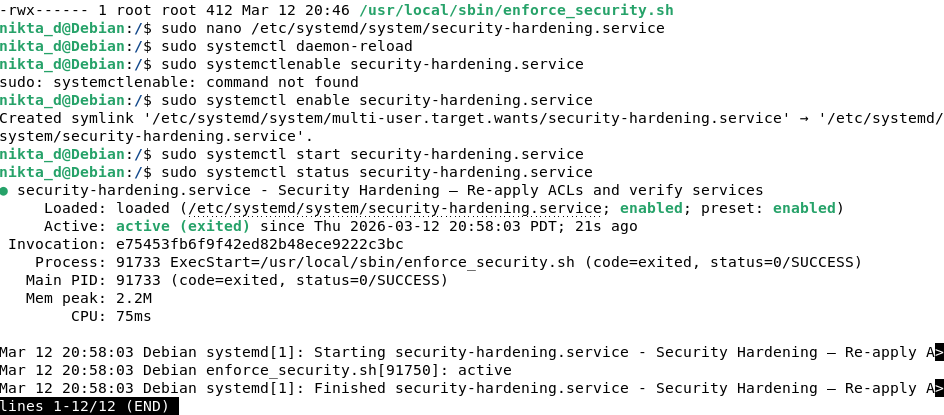 -rwx------ 1 root root 412 Mar 12 20:46 /usr/local/sbin/enforce_security.sh
nikta_d@Debian:/$ sudo nano /etc/systemd/system/security-hardening.service
nikta_d@Debian:/$ sudo systemctl daemon-reload
nikta_d@Debian:/$ sudo systemctlenable security-hardening.service
sudo: systemctlenable: command not found
nikta_d@Debian:/$ sudo systemctl enable security-hardening.service
Created symlink '/etc/systemd/system/multi-user.target.wants/security-hardening.service' → '/etc/systemd/
system/security-hardening.service'.
nikta_d@Debian:/$ sudo systemctl start security-hardening.service
nikta_d@Debian:/$ sudo systemctl status security-hardening.service
● security-hardening.service - Security Hardening — Re-apply ACLs and verify services
     Loaded: loaded (/etc/systemd/system/security-hardening.service; enabled; preset: enabled)
     Active: active (exited) since Thu 2026-03-12 20:58:03 PDT; 21s ago
 Invocation: e75453fb6f9f42ed82b48ece9222c3bc
    Process: 91733 ExecStart=/usr/local/sbin/enforce_security.sh (code=exited, status=0/SUCCESS)
   Main PID: 91733 (code=exited, status=0/SUCCESS)
   Mem peak: 2.2M
        CPU: 75ms
Mar 12 20:58:03 Debian systemd[1]: Starting security-hardening.service - Security Hardening — Re-apply A>
Mar 12 20:58:03 Debian enforce_security.sh[91750]: active
Mar 12 20:58:03 Debian systemd[1]: Finished security-hardening.service - Security Hardening — Re-apply A>
lines 1-12/12 (END)